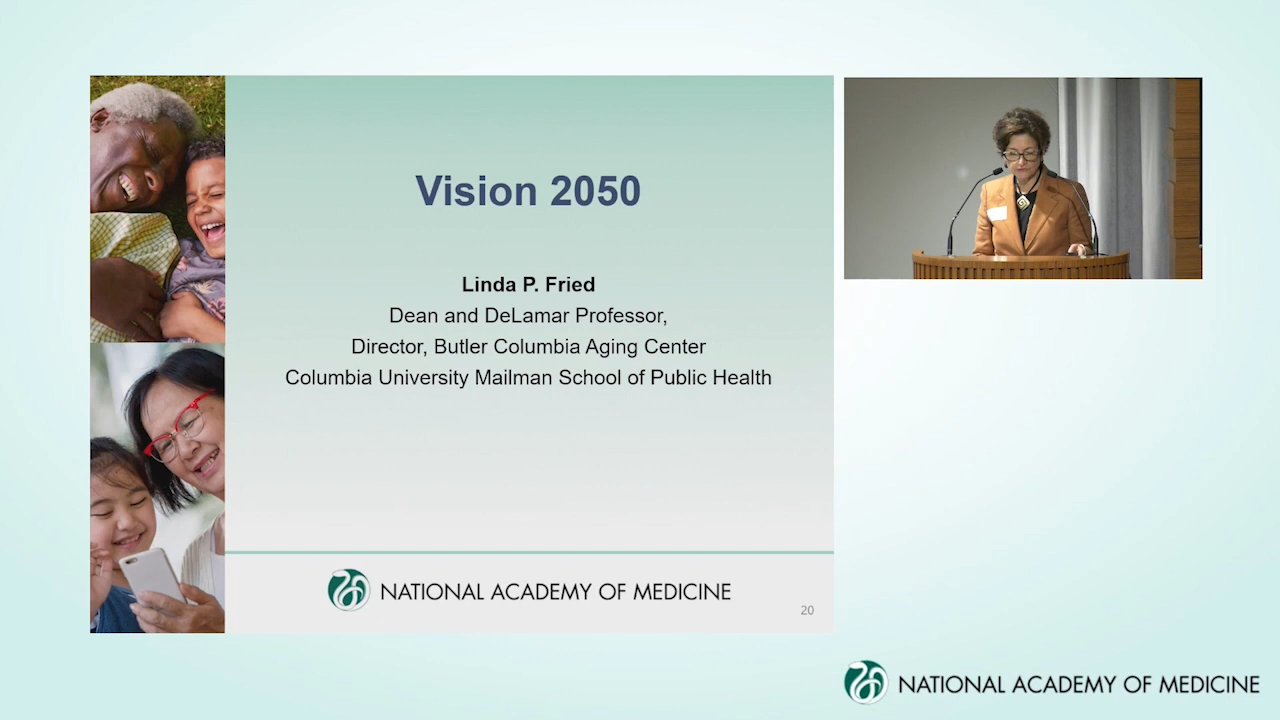 Vision 2050
Linda P. Fried
Dean and DeLamar Professor,
Director, Butler Columbia Aging Center
Columbia University Mailman School of Public Health
NATIONAL ACADEMY OF MEDICINE
20
NATIONAL ACADEMY OF MEDICINE